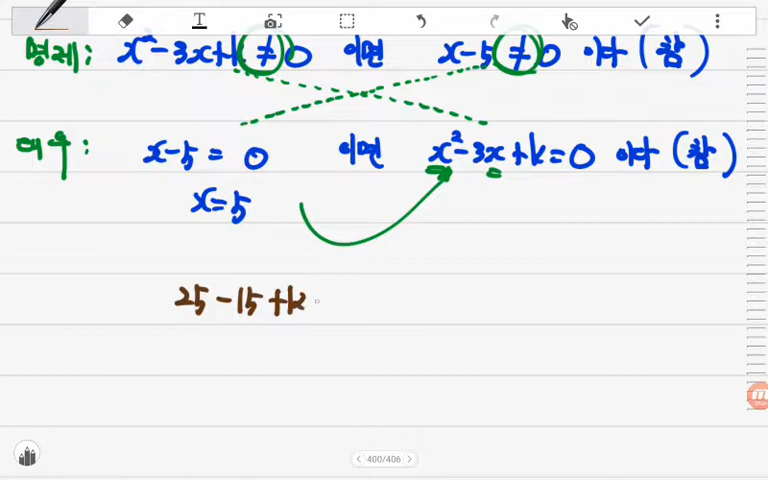 명제: x²-3x+k≠0 이면 x-5≠0 이다 (참)
대우: x-5=0 이면 x²-3x+k=0 이다 (참)
x=5
25-15+k
400/406